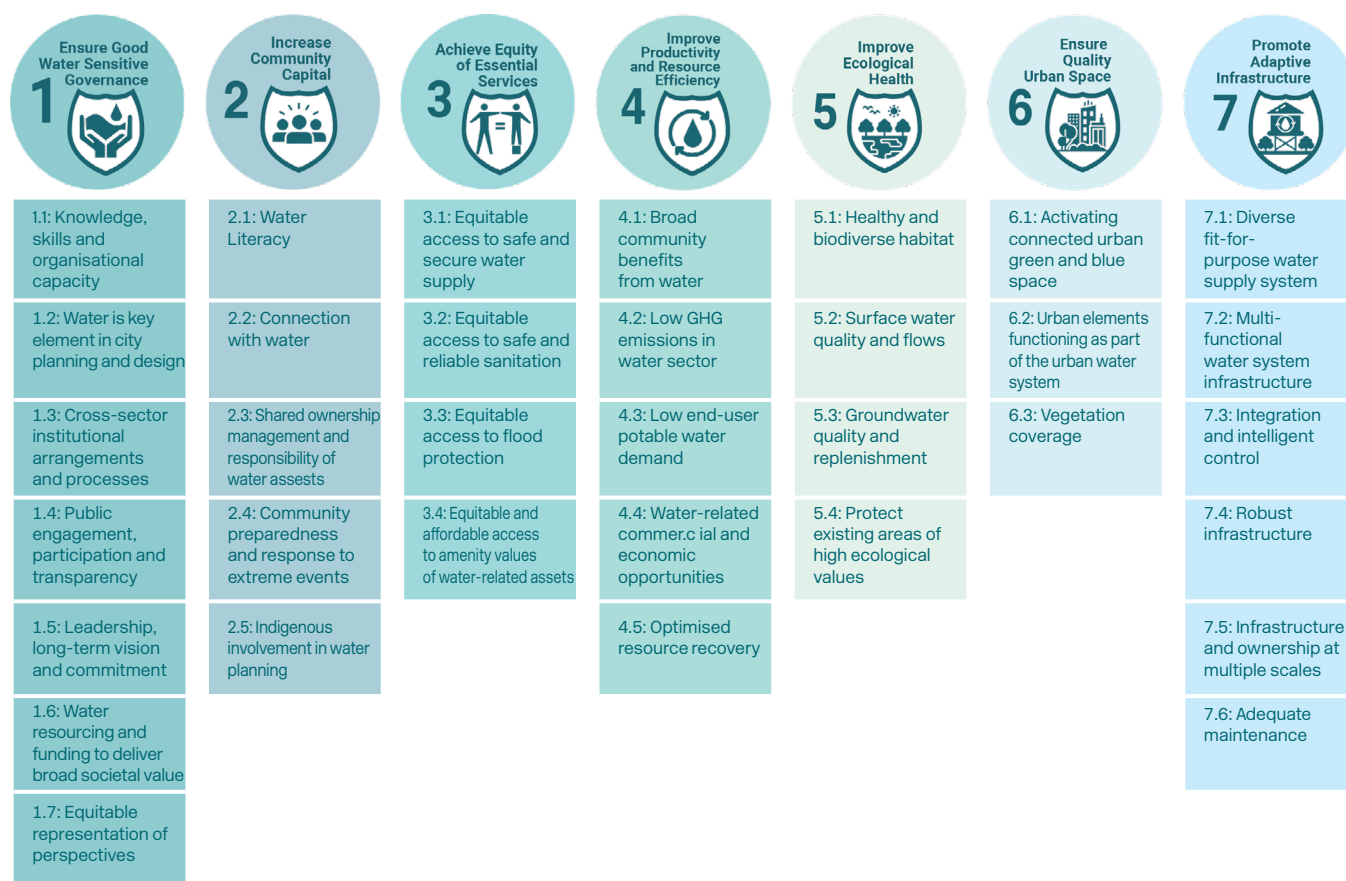 Ensure Good
Water Sensitive
Governance
1
Increase
Community
Capital
2
Achieve Equity
of Essential
Services
3
Improve
Productivity
and Resource
Efficiency
4
Improve
Ecological
Health
5
Ensure
Quality
Urban Space
6
Promote
Adaptive
Infrastructure
7
1.1: Knowledge,
skills and
organisational
capacity
1.2: Water is key
element in city
planning and design
1.3: Cross-sector
institutional
arrangements
and processes
1.4: Public
engagement,
participation and
transparency
1.5: Leadership,
long-term vision
and commitment
1.6: Water
resourcing and
funding to deliver
broad societal value
1.7: Equitable
representation of
perspectives
2.1: Water
Literacy
2.2: Connection
with water
2.3: Shared ownership
management and
responsibility of
water assests
2.4: Community
preparedness
and response to
extreme events
2.5: Indigenous
involvement in water
planning
3.1: Equitable
access to safe and
secure water
supply
3.2: Equitable
access to safe and
reliable sanitation
3.3: Equitable
access to flood
protection
3.4: Equitable and
affordable access
to amenity values
of water-related assets
4.1: Broad
community
benefits
from water
4.2: Low GHG
emissions in
water sector
4.3: Low end-user
potable water
demand
4.4: Water-related
commer.c ial and
economic
opportunities
4.5: Optimised
resource recovery
5.1: Healthy and
biodiverse habitat
5.2: Surface water
quality and flows
5.3: Groundwater
quality and
replenishment
5.4: Protect
existing areas of
high ecological
values
6.1: Activating
connected urban
green and blue
space
6.2: Urban elements
functioning as part
of the urban water
system
6.3: Vegetation
coverage
7.1: Diverse
fit-for-
purpose water
supply system
7.2: Multi-
functional
water system
infrastructure
7.3: Integration
and intelligent
control
7.4: Robust
infrastructure
7.5: Infrastructure
and ownership at
multiple scales
7.6: Adequate
maintenance